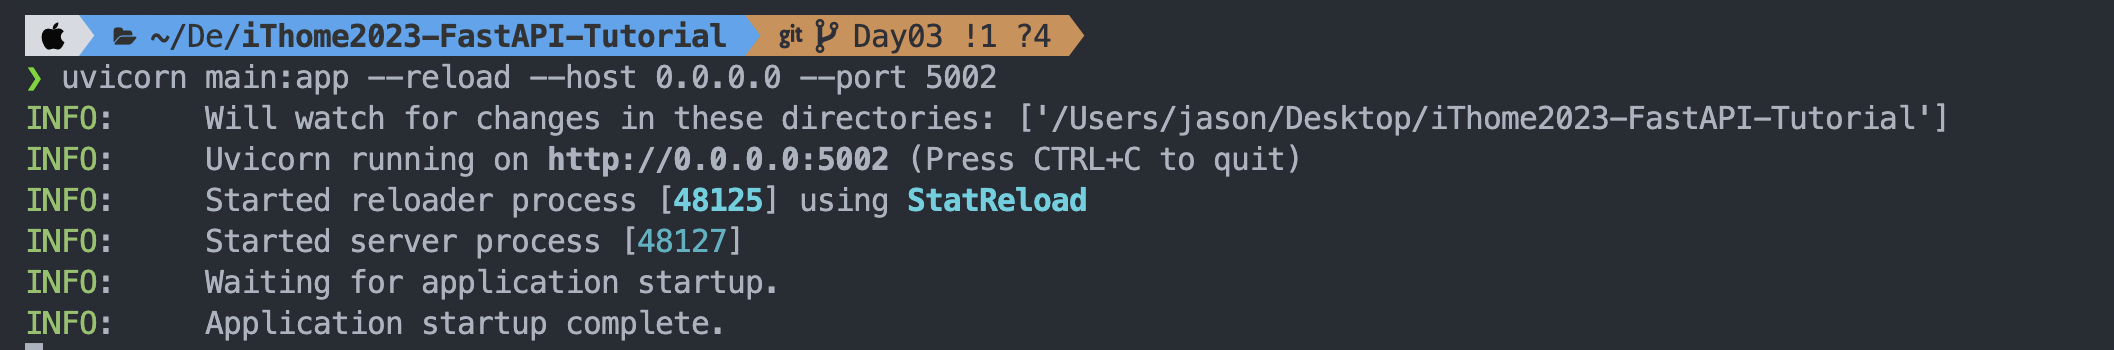 ~/De/iThome2023-FastAPI-Tutorial git Day03 !1 ?4
❯ uvicorn main:app --reload --host 0.0.0.0 --port 5002
INFO:     Will watch for changes in these directories: ['/Users/jason/Desktop/iThome2023-FastAPI-Tutorial']
INFO:     Uvicorn running on http://0.0.0.0:5002 (Press CTRL+C to quit)
INFO:     Started reloader process [48125] using StatReload
INFO:     Started server process [48127]
INFO:     Waiting for application startup.
INFO:     Application startup complete.